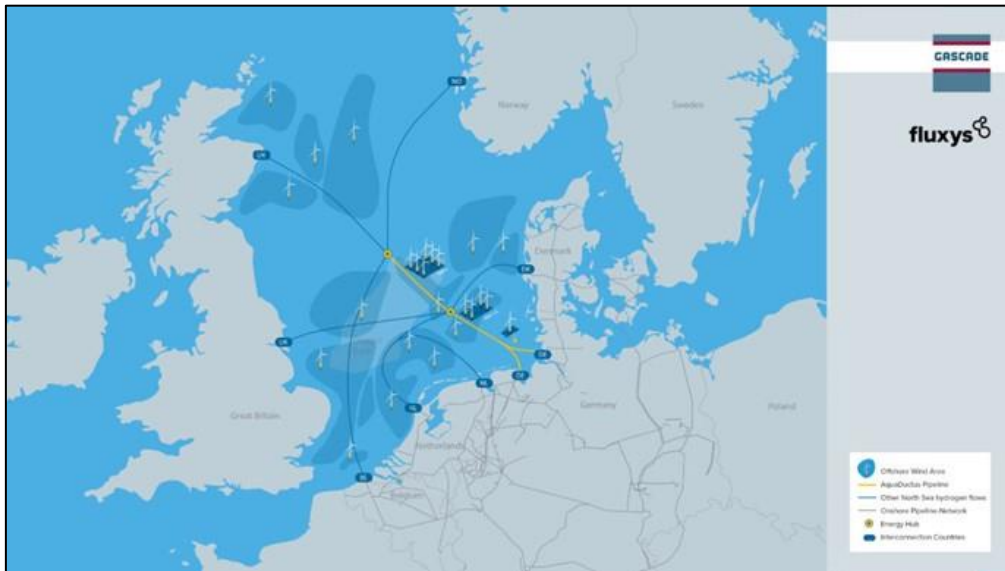 GASCADE
fluxys
Norway
Sweden
NO
UK
Denmark
DK
UK
DE
DE
NL
NL
Great Britain
Netherlands
Germany
Poland
BE
Belgium
Offshore Wind Area
AquaDuctus Pipeline
Other North Sea hydrogen flows
Onshore Pipeline Network
Energy Hub
Interconnection Countries